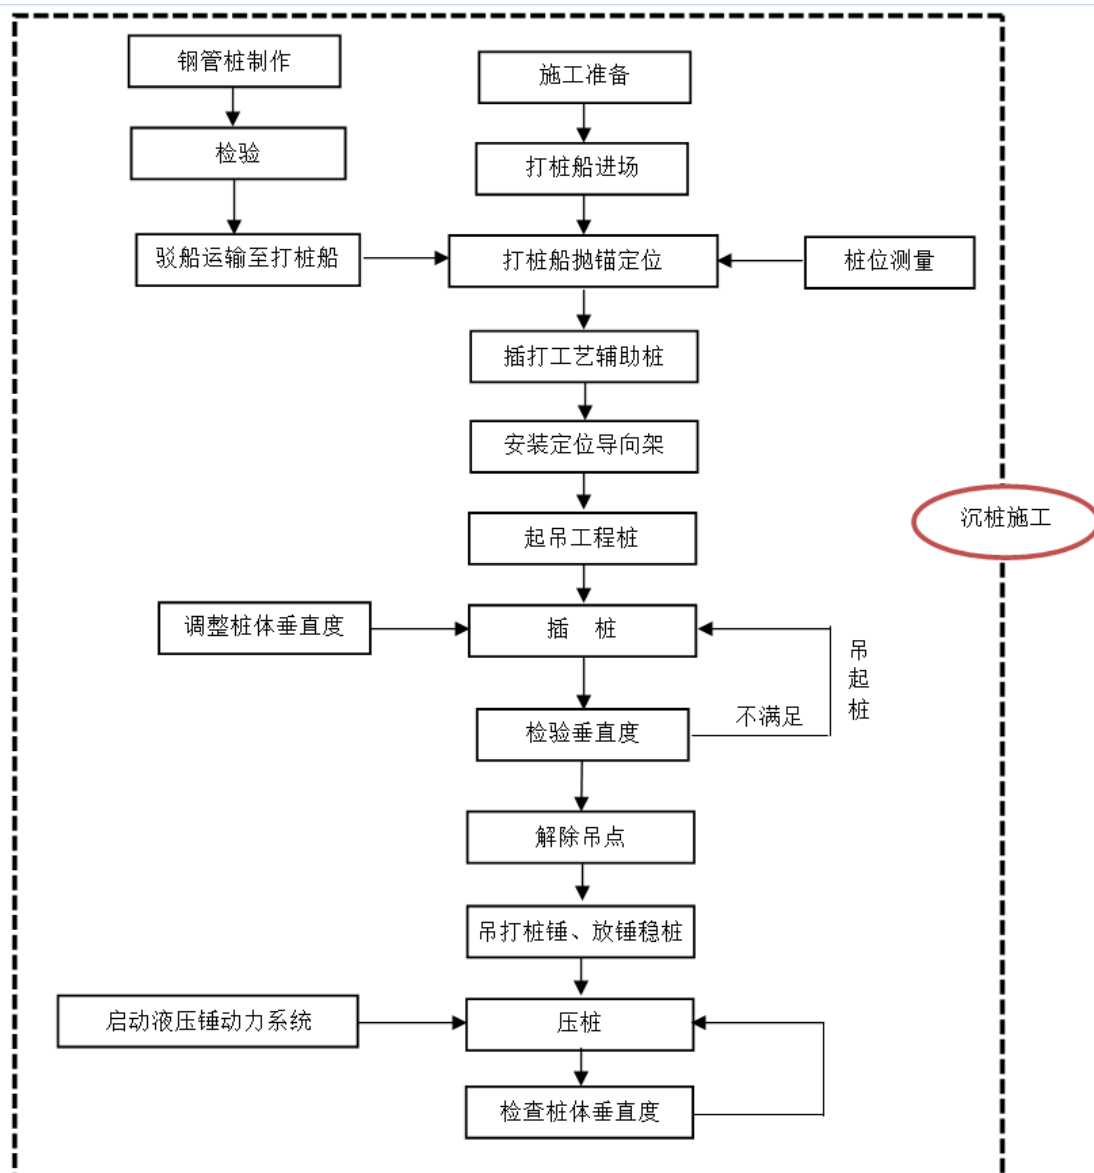 钢管桩制作
施工准备
检验
打桩船进场
驳船运输至打桩船
打桩船抛锚定位
桩位测量
插打工艺辅助桩
安装定位导向架
沉桩施工
起吊工程桩
调整桩体垂直度
插 桩
吊起桩
不满足
检验垂直度
解除吊点
吊打桩锤、放锤稳桩
启动液压锤动力系统
压桩
检查桩体垂直度